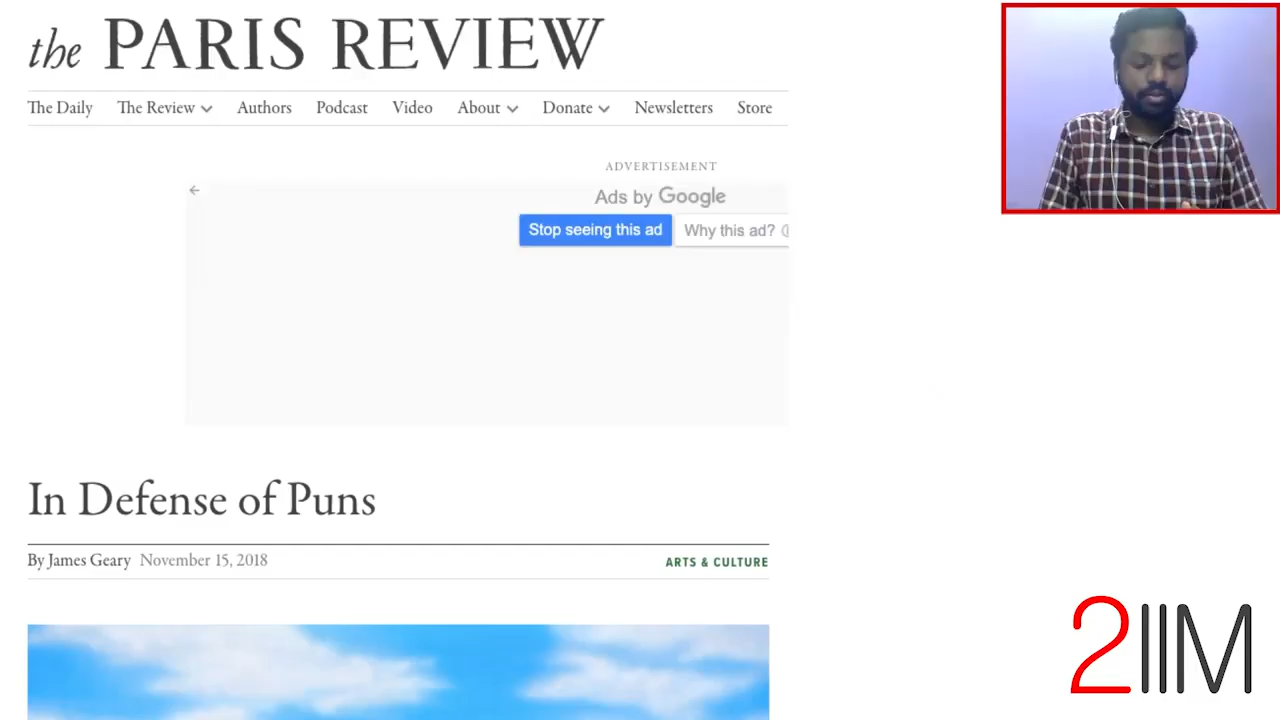 the PARIS REVIEW
The Daily The Review Authors Podcast Video About Donate Newsletters Store
ADVERTISEMENT
Ads by Google
Stop seeing this ad Why this ad?
In Defense of Puns
By James Geary November 15, 2018 ARTS & CULTURE
2IIM